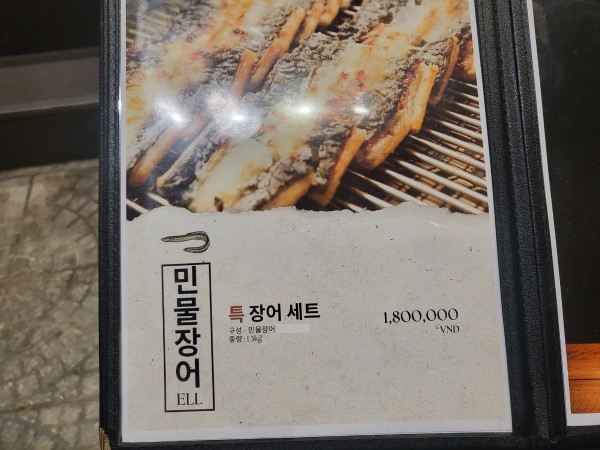 민물장어
ELL
특 장어 세트
구성 : 민물장어
중량 : 1.5kg
1,800,000
VND